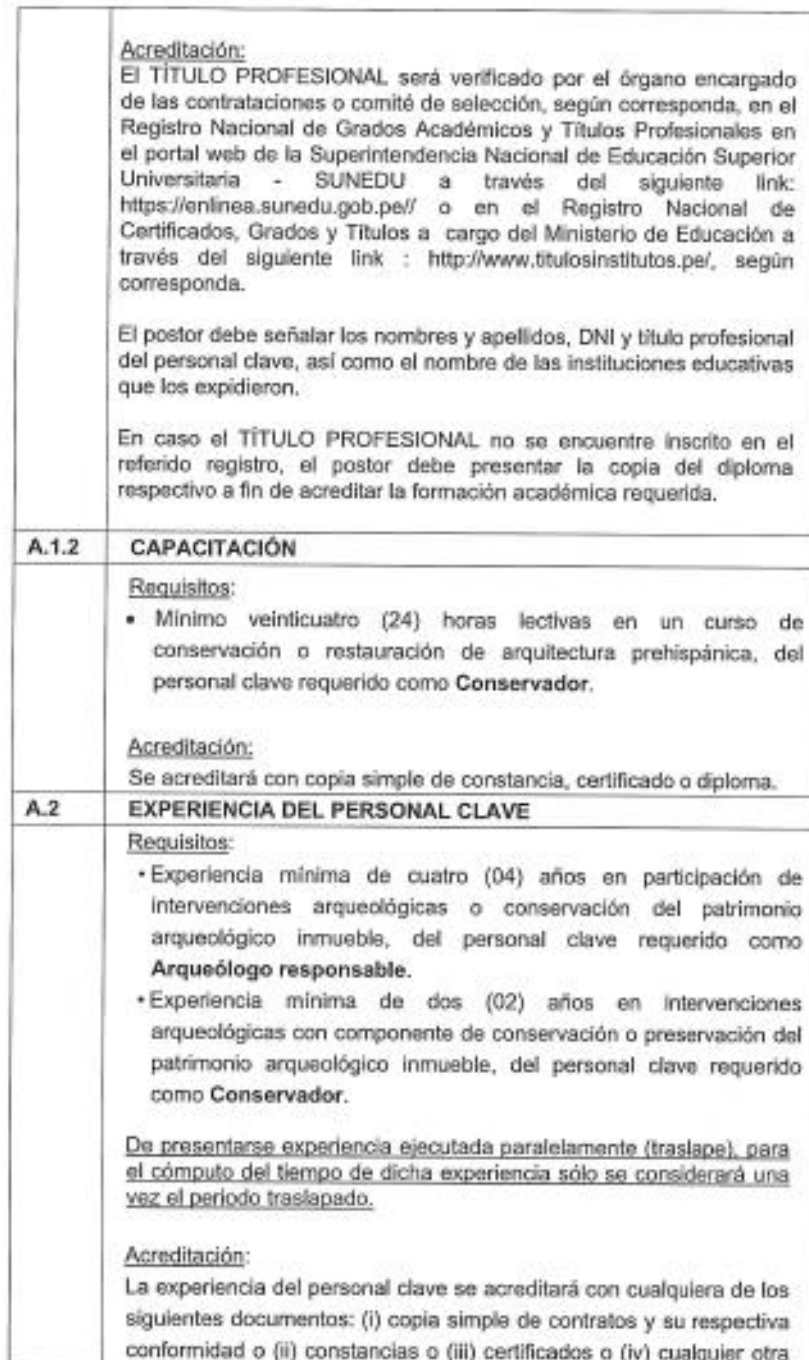 Acreditación:
El TÍTULO PROFESIONAL será verificado por el órgano encargado
de las contrataciones o comité de selección, según corresponda, en el
Registro Nacional de Grados Académicos y Títulos Profesionales en
el portal web de la Superintendencia Nacional de Educación Superior
Universitaria - SUNEDU a través del siguiente link:
https://enlinea.sunedu.gob.pe// o en el Registro Nacional de
Certificados, Grados y Títulos a cargo del Ministerio de Educación a
través del siguiente link : http://www.titulosinstitutos.pe/, según
corresponda.
El postor debe señalar los nombres y apellidos, DNI y título profesional
del personal clave, así como el nombre de las instituciones educativas
que los expidieron.
En caso el TÍTULO PROFESIONAL no se encuentre inscrito en el
referido registro, el postor debe presentar la copia del diploma
respectivo a fin de acreditar la formación académica requerida.
A.1.2 CAPACITACIÓN
Requisitos:
• Mínimo veinticuatro (24) horas lectivas en un curso de
conservación o restauración de arquitectura prehispánica, del
personal clave requerido como Conservador.
Acreditación:
Se acreditará con copia simple de constancia, certificado o diploma.
A.2 EXPERIENCIA DEL PERSONAL CLAVE
Requisitos:
• Experiencia mínima de cuatro (04) años en participación de
intervenciones arqueológicas o conservación del patrimonio
arqueológico inmueble, del personal clave requerido como
Arqueólogo responsable.
• Experiencia mínima de dos (02) años en intervenciones
arqueológicas con componente de conservación o preservación del
patrimonio arqueológico inmueble, del personal clave requerido
como Conservador.
De presentarse experiencia ejecutada paralelamente (traslape), para
el cómputo del tiempo de dicha experiencia sólo se considerará una
vez el periodo traslapado.
Acreditación:
La experiencia del personal clave se acreditará con cualquiera de los
siguientes documentos: (i) copia simple de contratos y su respectiva
conformidad o (ii) constancias o (iii) certificados o (iv) cualquier otra